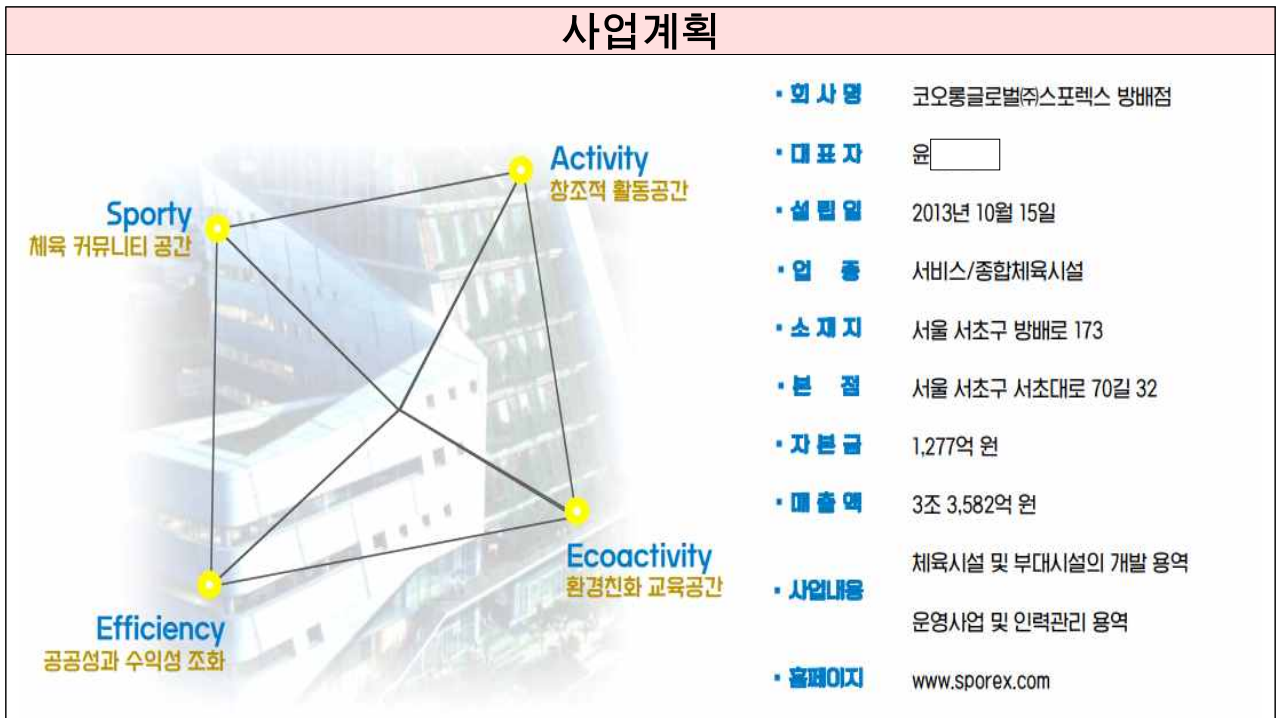 사업계획
Activity
창조적 활동공간
Sporty
체육 커뮤니티 공간
Ecoactivity
환경친화 교육공간
Efficiency
공공성과 수익성 조화
▪ 회 사 명 코오롱글로벌㈜스포렉스 방배점
▪ 대 표 자 윤
▪ 설 립 일 2013년 10월 15일
▪ 업 종 서비스/종합체육시설
▪ 소 재 지 서울 서초구 방배로 173
▪ 본 점 서울 서초구 서초대로 70길 32
▪ 자 본 금 1,277억 원
▪ 매 출 액 3조 3,582억 원
▪ 사업내용 체육시설 및 부대시설의 개발 용역
운영사업 및 인력관리 용역
▪ 홈페이지 www.sporex.com